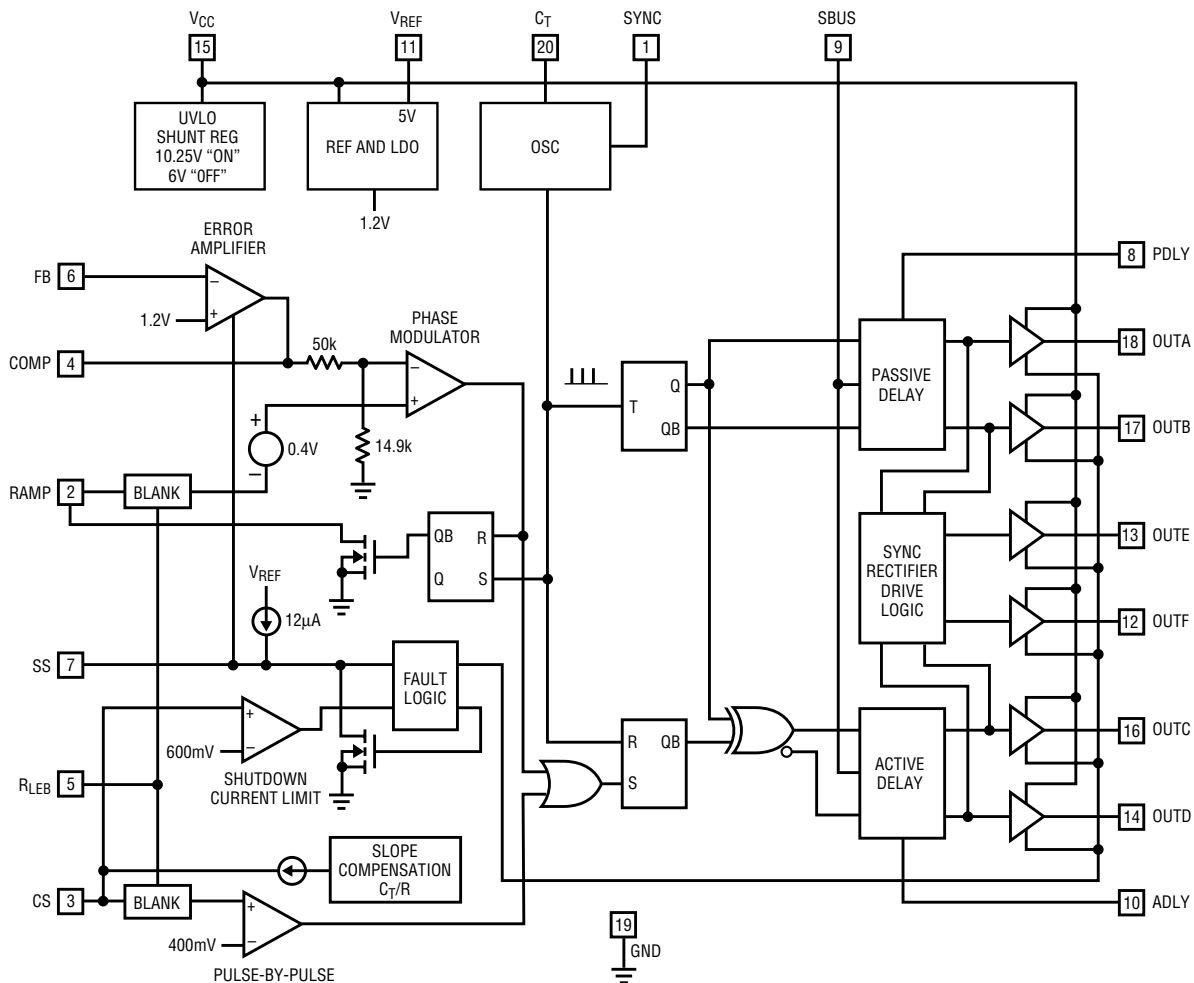 VCC
VREF
CT
SYNC
SBUS
15
11
20
1
9
UVLO
SHUNT REG
10.25V “ON”
6V “OFF”
5V
REF AND LDO
1.2V
OSC
ERROR
AMPLIFIER
FB 6
−
+
1.2V
COMP 4
50k
PHASE
MODULATOR
−
+
14.9k
+
0.4V
−
RAMP 2
BLANK
QB R
Q S
VREF
12µA
SS 7
FAULT
LOGIC
+
−
600mV
SHUTDOWN
CURRENT LIMIT
RLEB 5
SLOPE
COMPENSATION
CT/R
CS 3
BLANK
+
−
400mV
PULSE-BY-PULSE
T
Q
QB
R QB
S
19
GND
PASSIVE
DELAY
SYNC
RECTIFIER
DRIVE
LOGIC
ACTIVE
DELAY
8 PDLY
18 OUTA
17 OUTB
13 OUTE
12 OUTF
16 OUTC
14 OUTD
10 ADLY